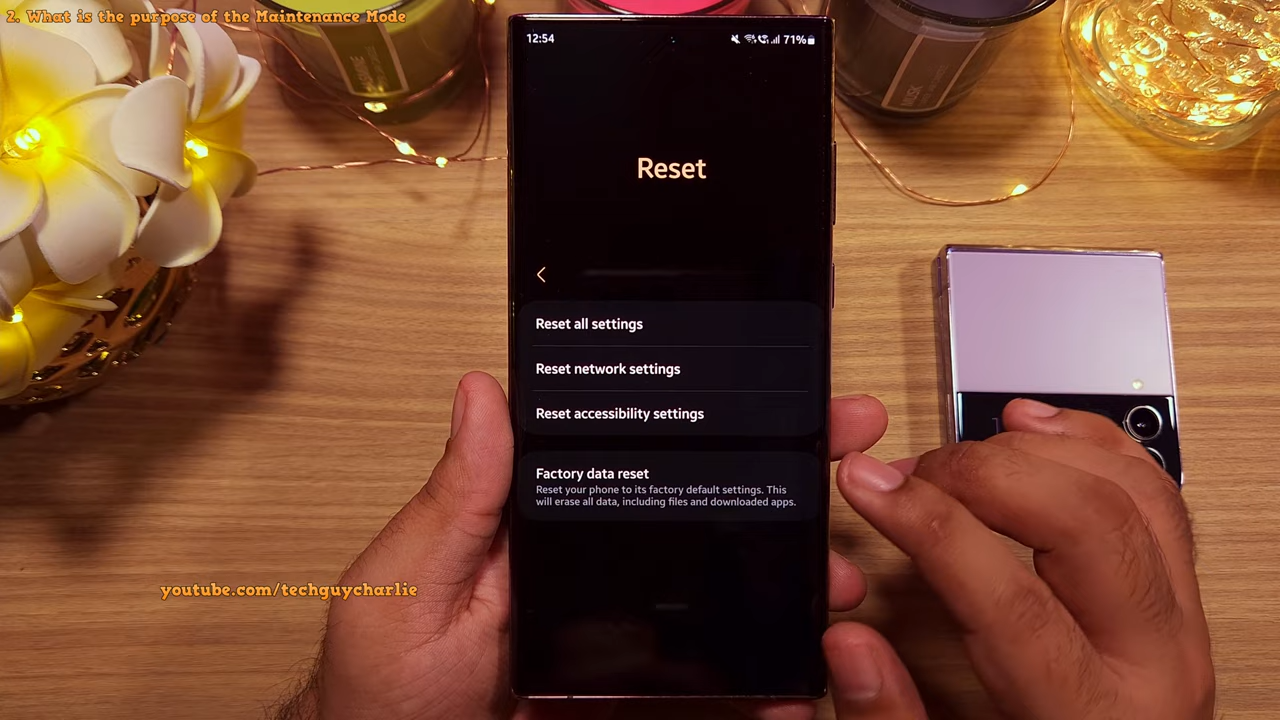 2. What is the purpose of the Maintenance Mode
12:54
71%
Reset
Reset all settings
Reset network settings
Reset accessibility settings
Factory data reset
Reset your phone to its factory default settings. This
will erase all data, including files and downloaded apps.
youtube.com/techguycharlie
MUSK